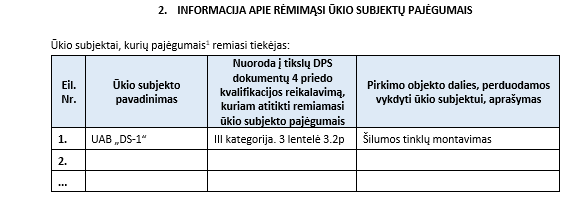 2. INFORMACIJA APIE RĖMIMĄSI ŪKIO SUBJEKTŲ PAJĖGUMAIS
Ūkio subjektai, kurių pajėgumais¹ remiasi tiekėjas:
Eil. Nr.
Ūkio subjekto pavadinimas
Nuoroda į tikslų DPS dokumentų 4 priedo kvalifikacijos reikalavimą, kuriam atitikti remiamasi ūkio subjekto pajėgumais
Pirkimo objekto dalies, perduodamos vykdyti ūkio subjektui, aprašymas
1. UAB „DS-1“ III kategorija. 3 lentelė 3.2p Šilumos tinklų montavimas
2.
...